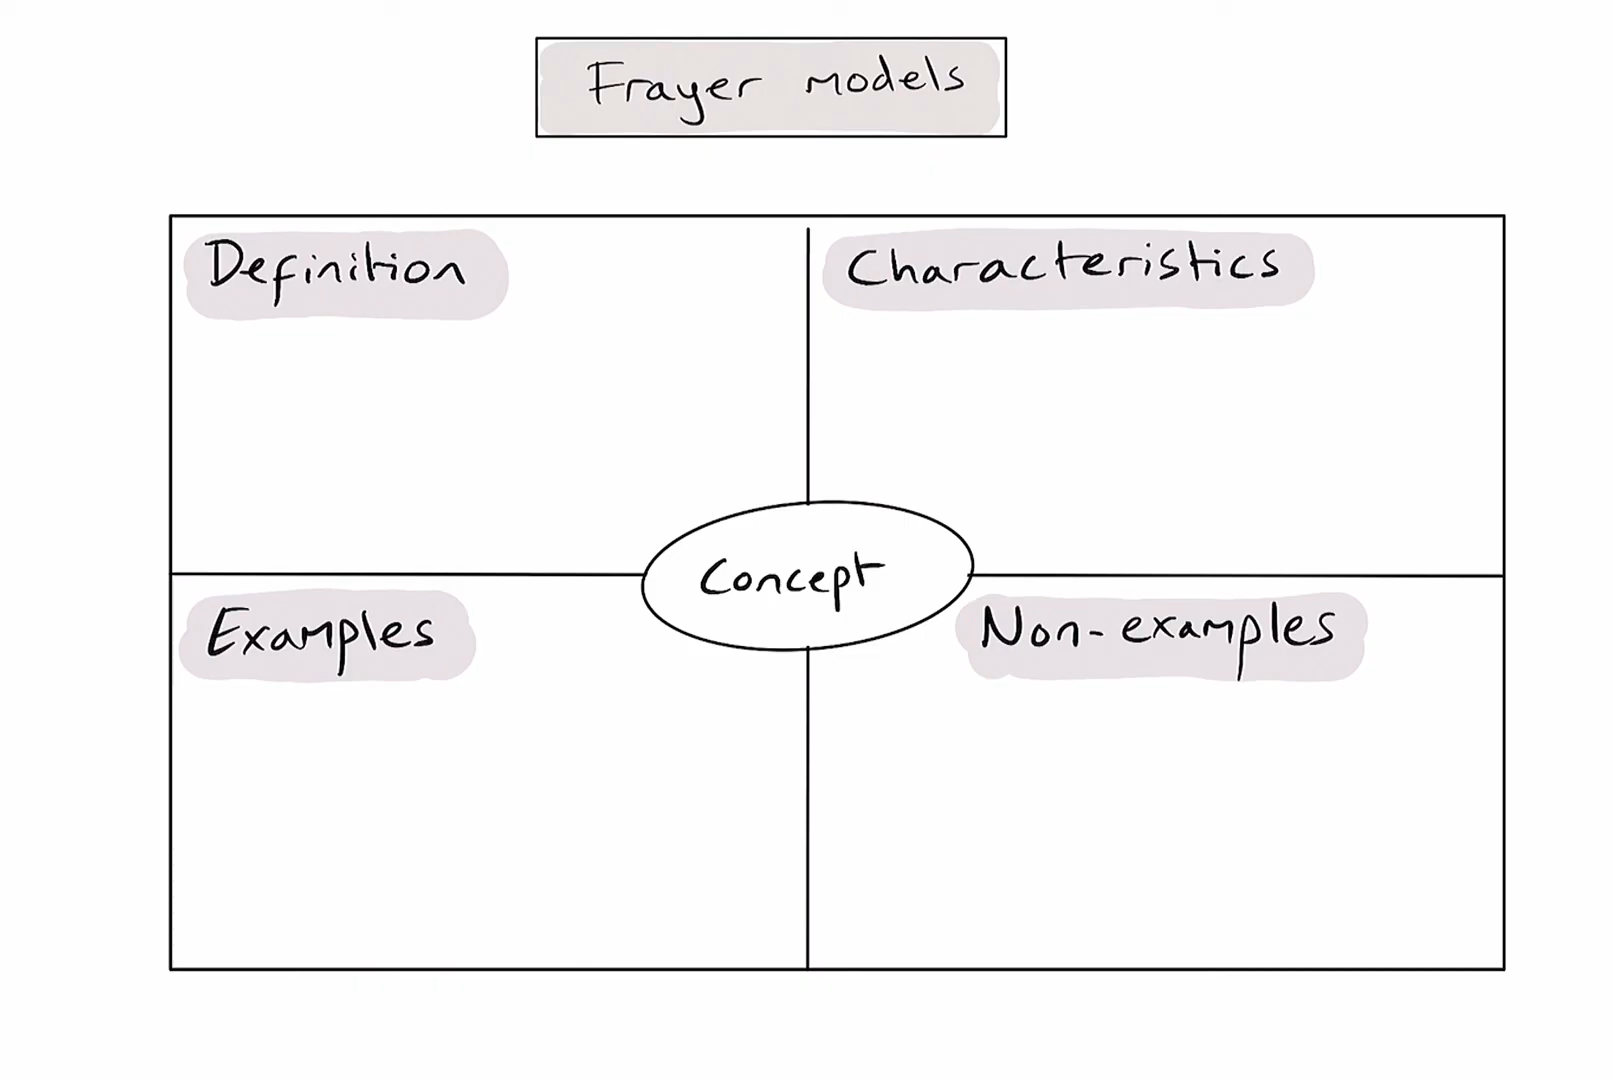 Frayer models
Definition
Characteristics
Concept
Examples
Non-examples